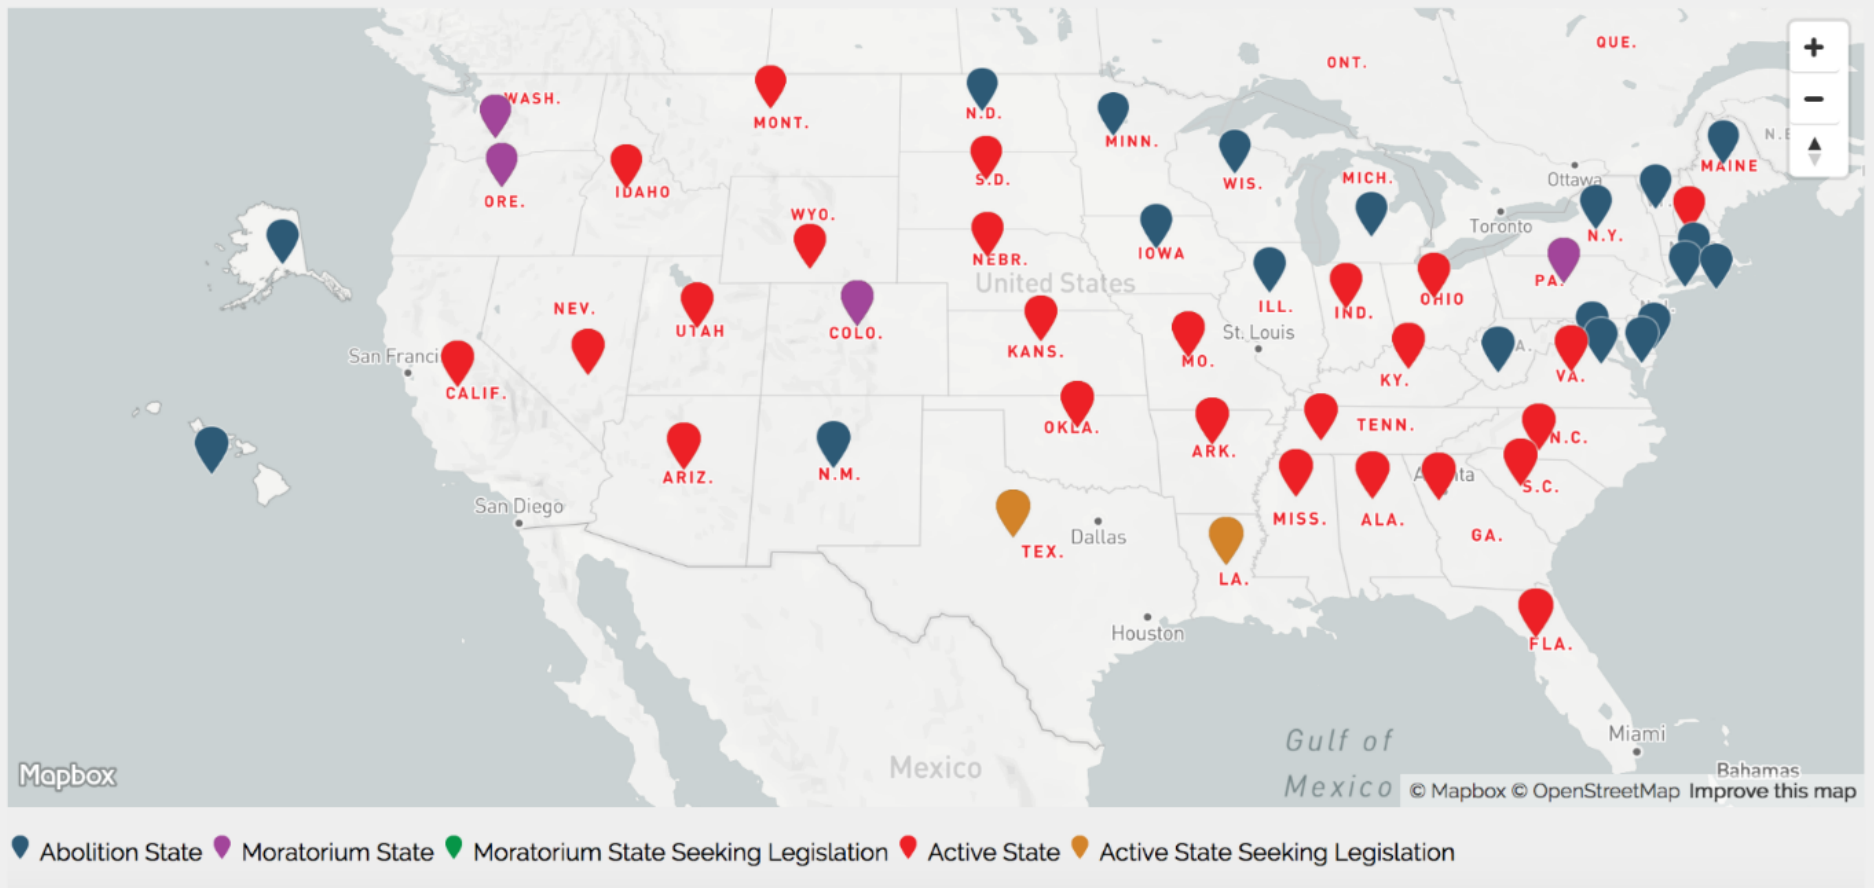 QUE.
ONT.
+
−
WASH.
MONT.
N.D.
MINN.
N.E
MAINE
ORE.
IDAHO
S.D.
WIS.
MICH.
Ottawa
WYO.
Toronto
N.Y.
NEBR.
IOWA
United States
PA.
NEV.
UTAH
COLO.
ILL.
IND.
OHIO
St. Louis
KANS.
MO.
San Franci
A.
VA.
CALIF.
KY.
OKLA.
TENN.
N.C.
ARK.
ARIZ.
N.M.
A ta
S.C.
San Diego
MISS.
ALA.
GA.
Dallas
TEX.
LA.
Houston
FLA.
Miami
Gulf of
Mexico
Mexico
Bahamas
Mapbox
© Mapbox © OpenStreetMap Improve this map
Abolition State Moratorium State Moratorium State Seeking Legislation Active State Active State Seeking Legislation